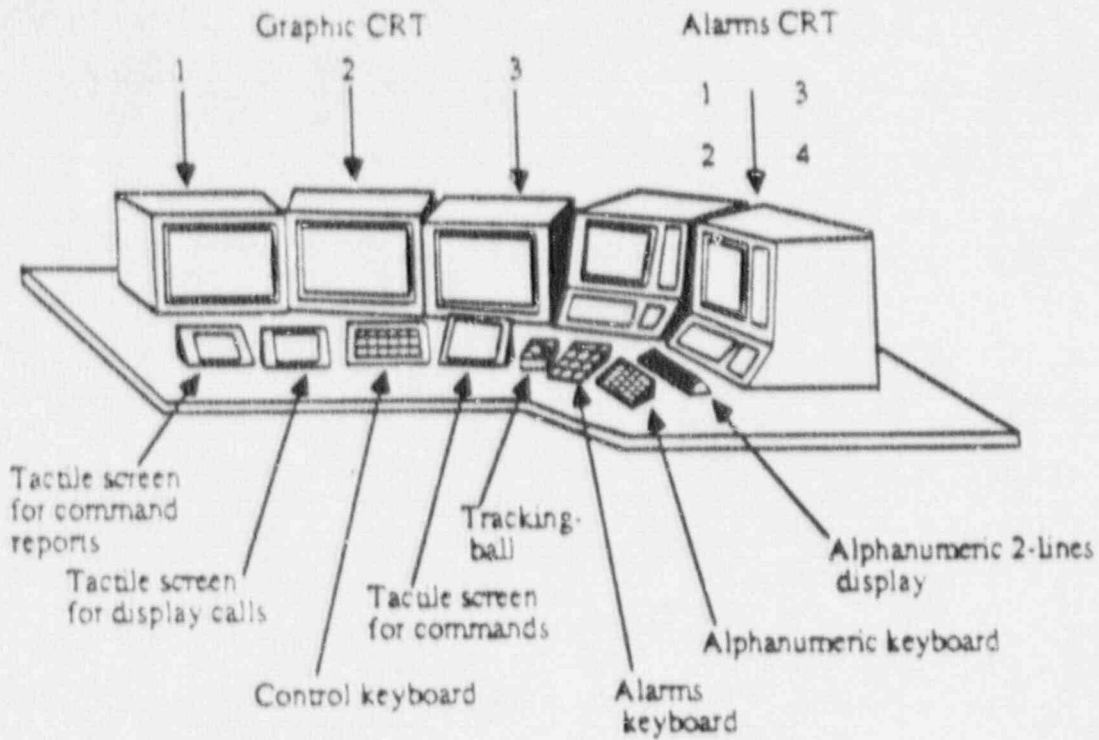 Graphic CRT
Alarms CRT
1
2
3
1 3
2 4
Tactile screen
for command
reports
Tactile screen
for display calls
Control keyboard
Tactile screen
for commands
Tracking-
ball
Alarms
keyboard
Alphanumeric keyboard
Alphanumeric 2-lines
display